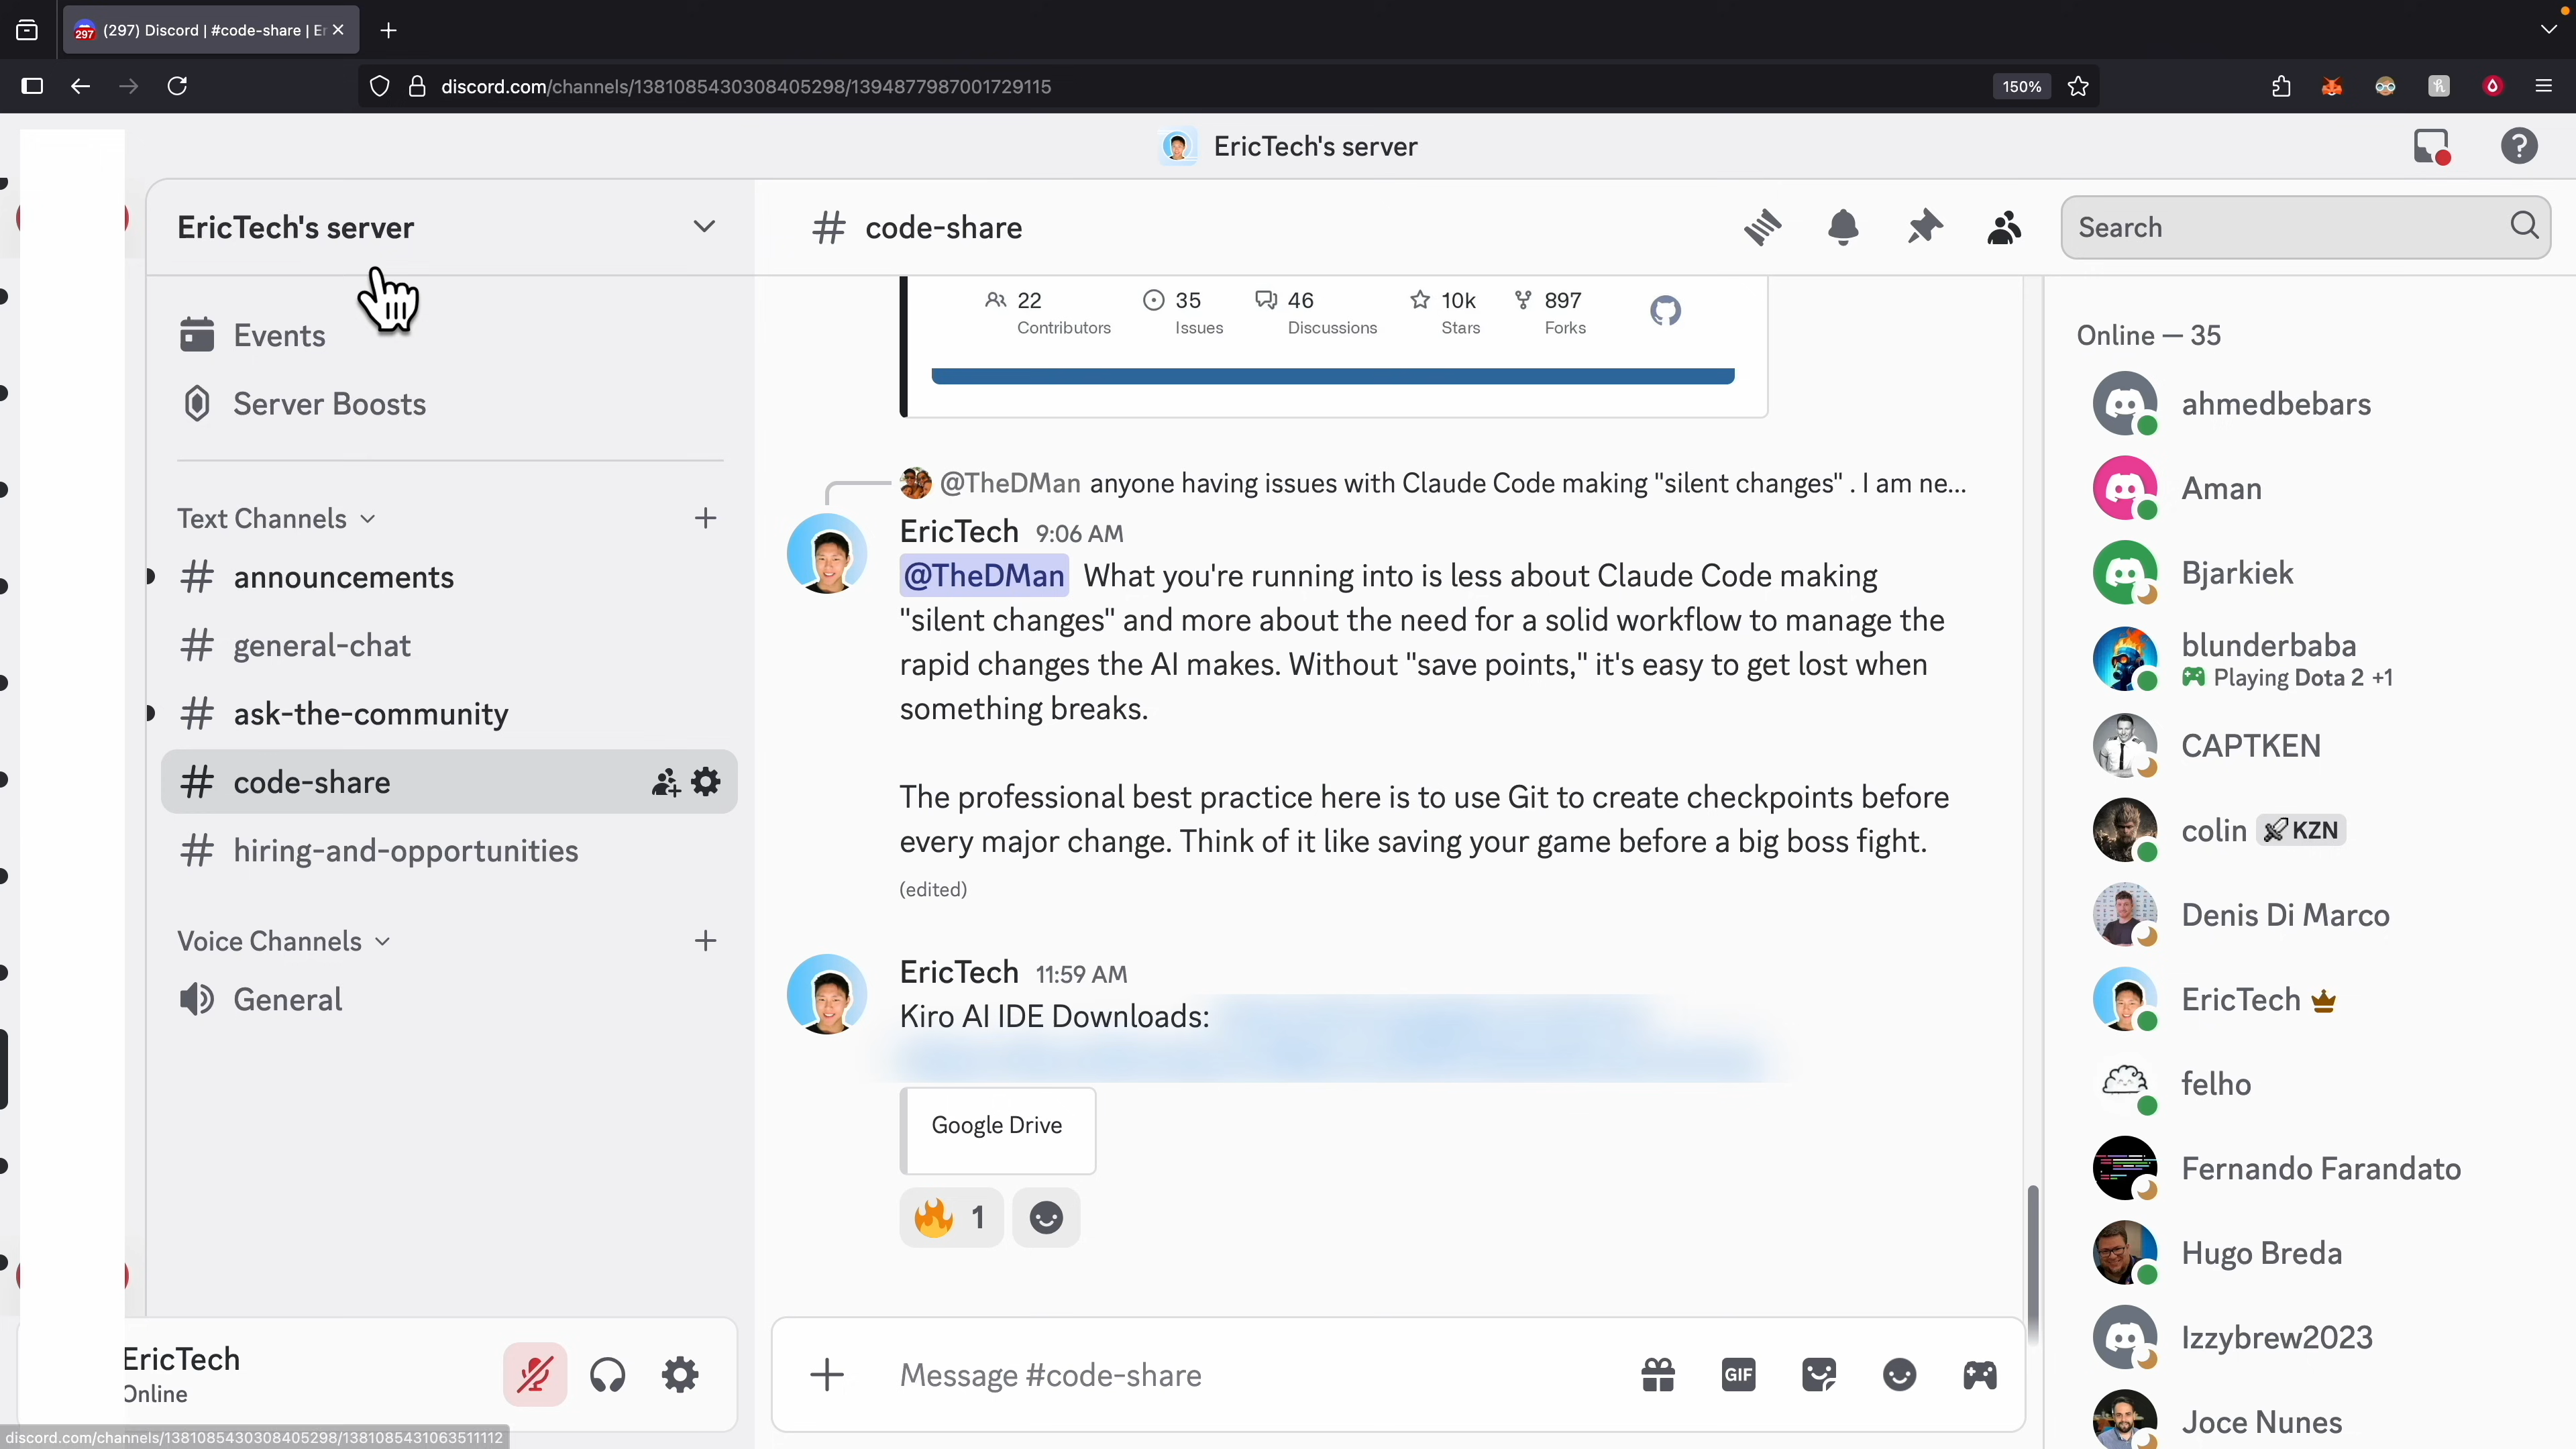 297
(297) Discord | #code-share | Er
discord.com/channels/1381085430308405298/1394877987001729115
150%
EricTech's server
EricTech's server
Events
Server Boosts
Text Channels
announcements
general-chat
ask-the-community
code-share
hiring-and-opportunities
Voice Channels
General
EricTech
Online
discord.com/channels/1381085430308405298/1381085431063511112
# code-share
Search
22
Contributors
35
Issues
46
Discussions
10k
Stars
897
Forks
@TheDMan anyone having issues with Claude Code making "silent changes" . I am ne...
EricTech 9:06 AM
@TheDMan What you're running into is less about Claude Code making
"silent changes" and more about the need for a solid workflow to manage the
rapid changes the AI makes. Without "save points," it's easy to get lost when
something breaks.
The professional best practice here is to use Git to create checkpoints before
every major change. Think of it like saving your game before a big boss fight.
(edited)
EricTech 11:59 AM
Kiro AI IDE Downloads:
Google Drive
1
Message #code-share
GIF
Online — 35
ahmedbebars
Aman
Bjarkiek
blunderbaba
Playing Dota 2 +1
CAPTKEN
colin KZN
Denis Di Marco
EricTech
felho
Fernando Farandato
Hugo Breda
Izzybrew2023
Joce Nunes